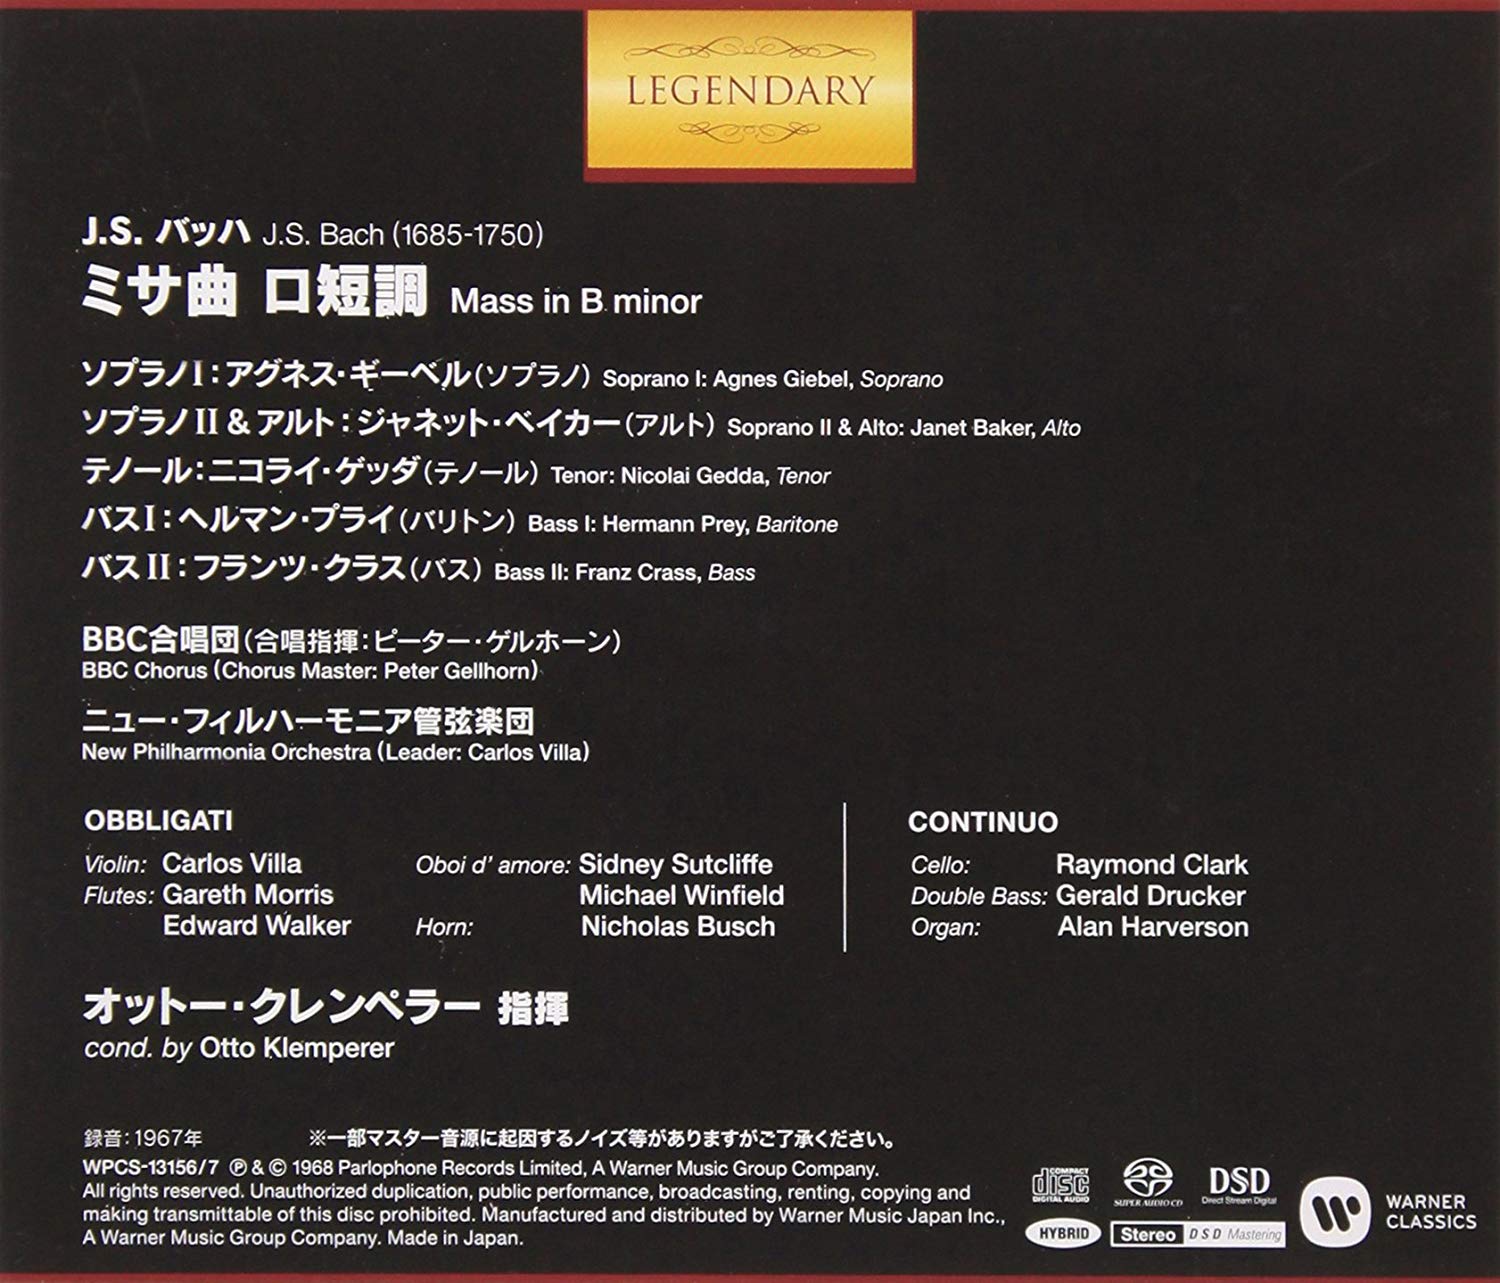 LEGENDARY
J.S. バッハ J.S. Bach (1685-1750)
ミサ曲 ロ短調 Mass in B minor
ソプラノI：アグネス・ギーベル（ソプラノ） Soprano I: Agnes Giebel, Soprano
ソプラノII & アルト：ジャネット・ベイカー（アルト） Soprano II & Alto: Janet Baker, Alto
テノール：ニコライ・ゲッダ（テノール） Tenor: Nicolai Gedda, Tenor
バスI：ヘルマン・プライ（バリトン） Bass I: Hermann Prey, Baritone
バスII：フランツ・クラス（バス） Bass II: Franz Crass, Bass
BBC合唱団（合唱指揮：ピーター・ゲルホーン）
BBC Chorus (Chorus Master: Peter Gellhorn)
ニュー・フィルハーモニア管弦楽団
New Philharmonia Orchestra (Leader: Carlos Villa)
OBBLIGATI
Violin: Carlos Villa
Flutes: Gareth Morris
Edward Walker
Oboi d' amore: Sidney Sutcliffe
Michael Winfield
Horn: Nicholas Busch
CONTINUO
Cello: Raymond Clark
Double Bass: Gerald Drucker
Organ: Alan Harverson
オットー・クレンペラー 指揮
cond. by Otto Klemperer
録音：1967年 ※一部マスター音源に起因するノイズ等がありますがご了承ください。
WPCS-13156/7 ℗ & © 1968 Parlophone Records Limited, A Warner Music Group Company.
All rights reserved. Unauthorized duplication, public performance, broadcasting, renting, copying and
making transmittable of this disc prohibited. Manufactured and distributed by Warner Music Japan Inc.,
A Warner Music Group Company. Made in Japan.
COMPACT
disc
DIGITAL AUDIO
SUPER AUDIO CD
DSD
Direct Stream Digital
HYBRID
Stereo DSD Mastering
WARNER
CLASSICS